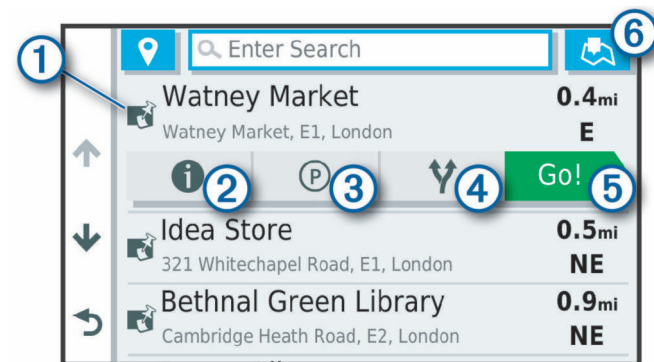 1
6
Enter Search
Watney Market
0.4mi
Watney Market, E1, London
E
i
2
P
3
4
Go!
5
Idea Store
0.5mi
321 Whitechapel Road, E1, London
NE
Bethnal Green Library
0.9mi
Cambridge Heath Road, E2, London
NE